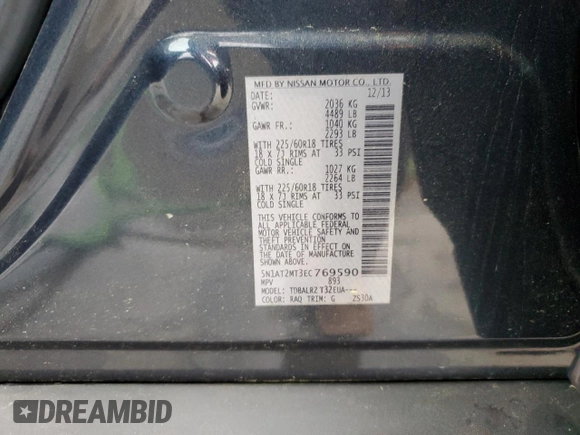 MFD BY NISSAN MOTOR CO., LTD.
DATE: 12/13
GVWR: 2036 KG
4489 LB
GAWR FR.: 1040 KG
2293 LB
WITH 225/60R18 TIRES
18 X 7J RIMS AT 33 PSI
COLD SINGLE
GAWR RR.: 1027 KG
2264 LB
WITH 225/60R18 TIRES
18 X 7J RIMS AT 33 PSI
COLD SINGLE
THIS VEHICLE CONFORMS TO
ALL APPLICABLE FEDERAL
MOTOR VEHICLE SAFETY AND
THEFT PREVENTION
STANDARDS IN EFFECT ON
THE DATE OF MANUFACTURE
SHOWN ABOVE.
5N1AT2MT3EC769590
MPV 893
MODEL: TDBALRZ T32EUA---
COLOR: RAQ TRIM: G 2530A
DREAMBID